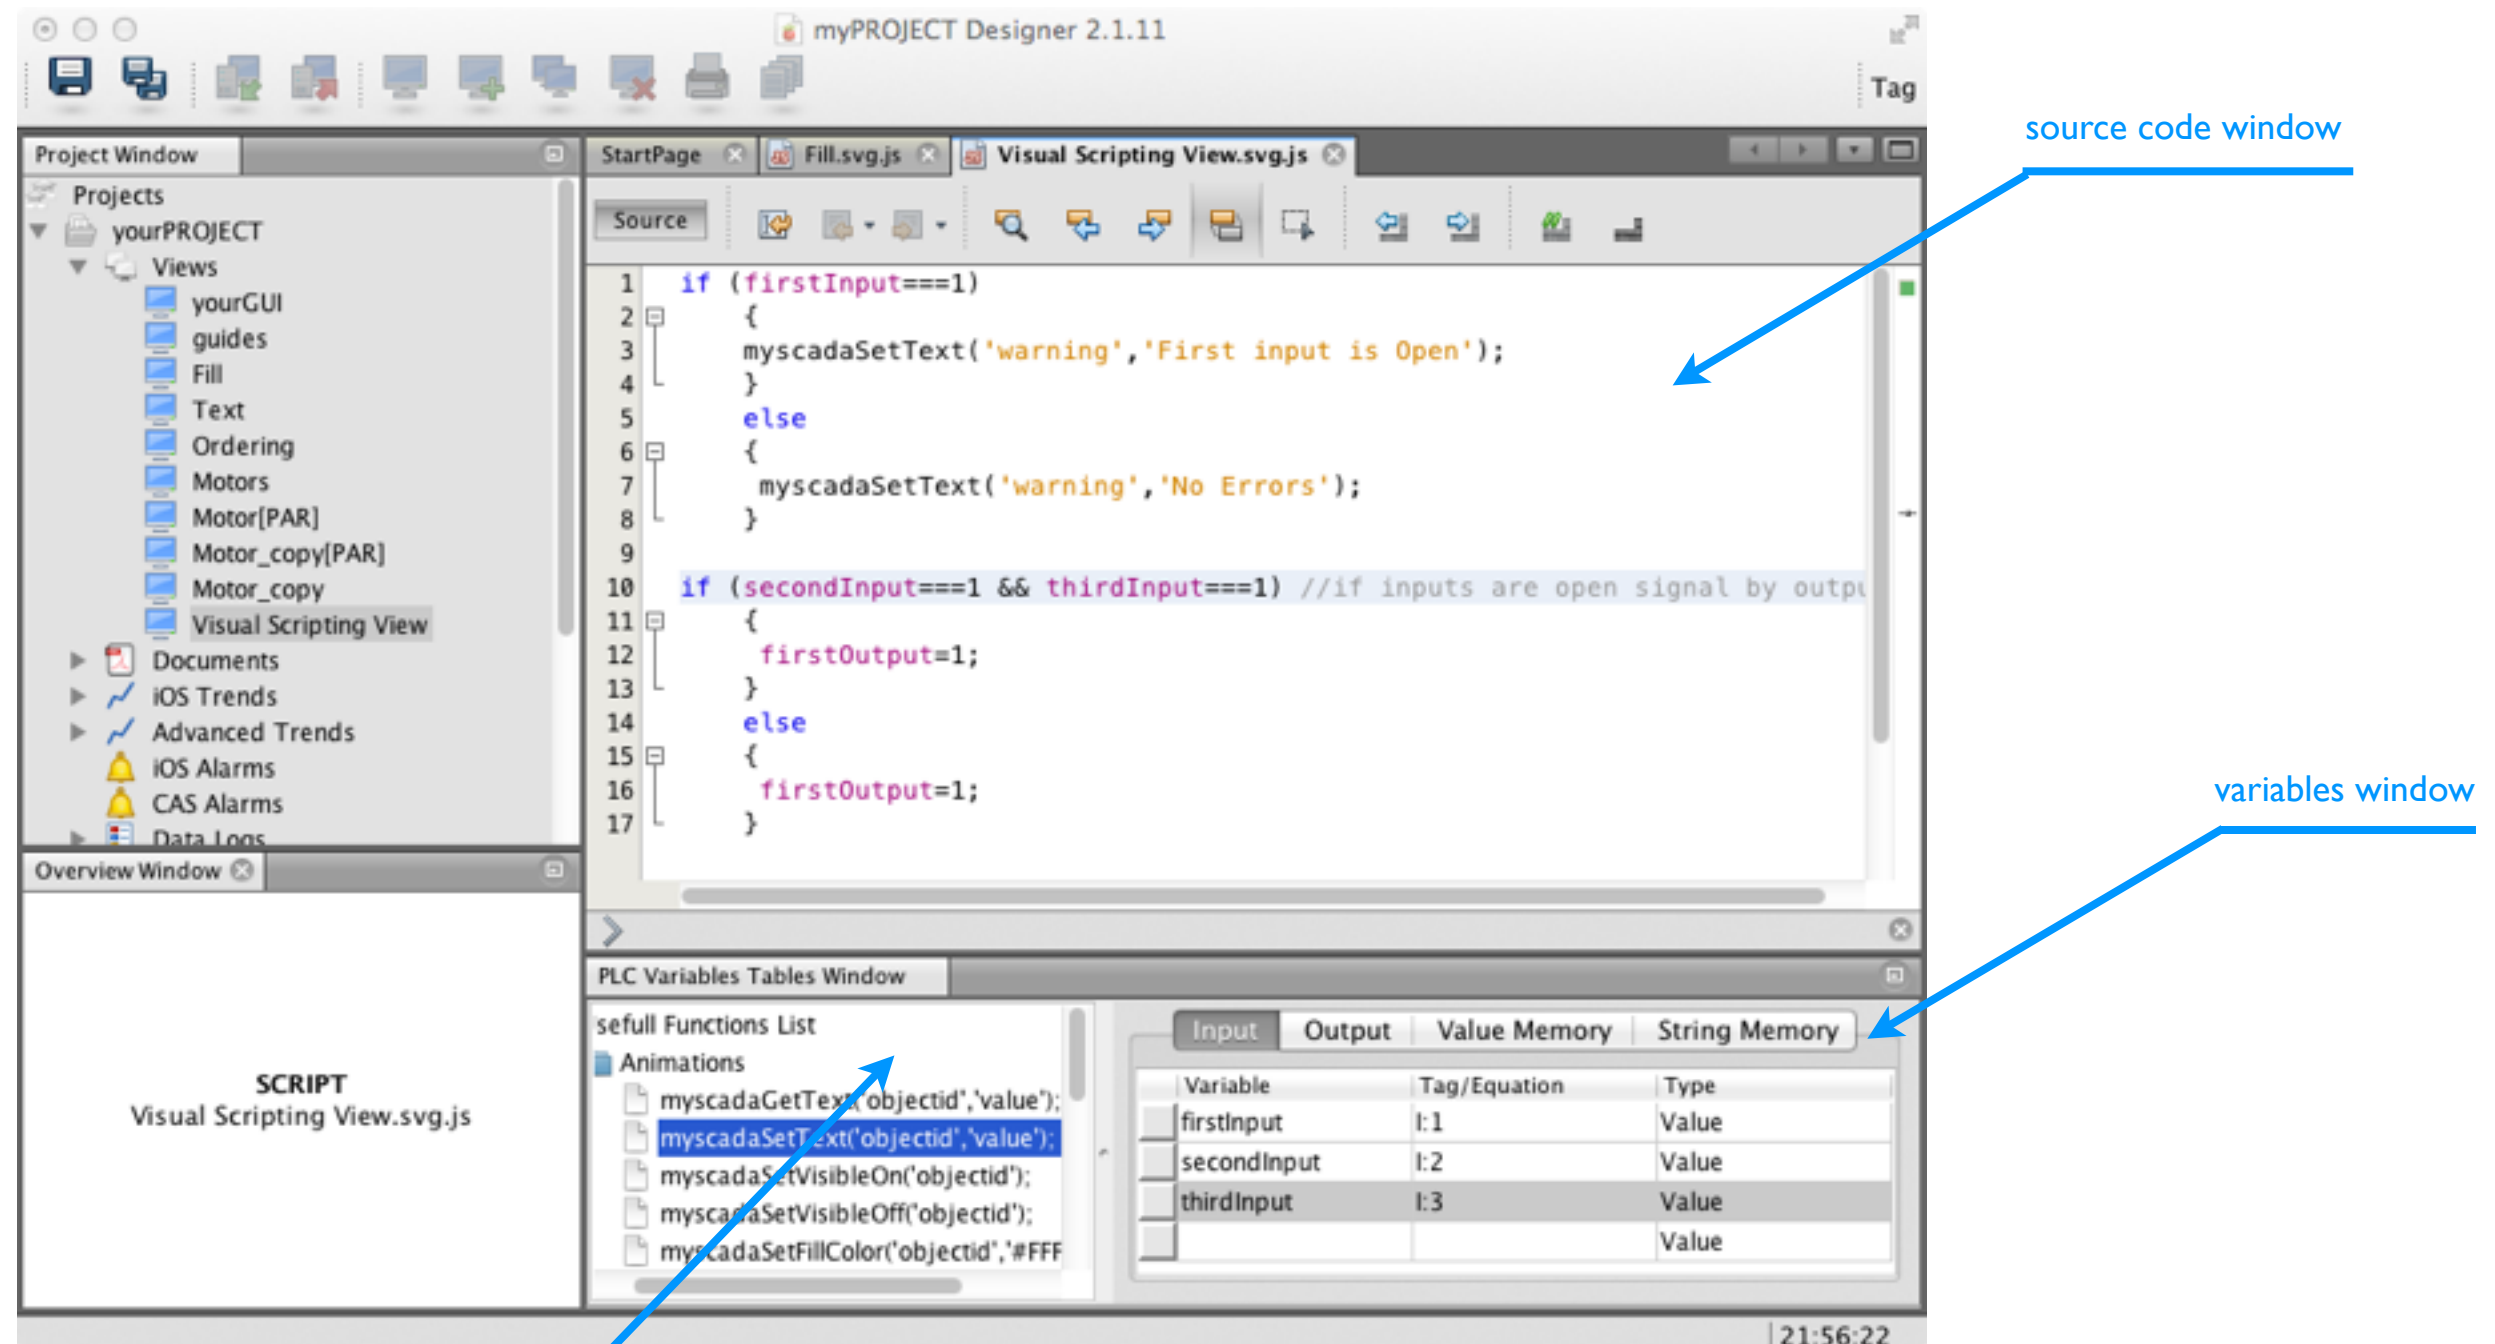 myPROJECT Designer 2.1.11
Tag
source code window
Project Window
StartPage
Fill.svg.js
Visual Scripting View.svg.js
Projects
yourPROJECT
Views
yourGUI
guides
Fill
Text
Ordering
Motors
Motor[PAR]
Motor_copy[PAR]
Motor_copy
Visual Scripting View
Documents
iOS Trends
Advanced Trends
iOS Alarms
CAS Alarms
Data Logs
Source
1 if (firstInput===1)
2 {
3 myscadaSetText('warning','First input is Open');
4 }
5 else
6 {
7 myscadaSetText('warning','No Errors');
8 }
9
10 if (secondInput===1 && thirdInput===1) //if inputs are open signal by outpu
11 {
12 firstOutput=1;
13 }
14 else
15 {
16 firstOutput=1;
17 }
variables window
Overview Window
SCRIPT
Visual Scripting View.svg.js
PLC Variables Tables Window
sefull Functions List
Animations
myscadaGetText('objectid','value');
myscadaSetText('objectid','value');
myscadaSetVisibleOn('objectid');
myscadaSetVisibleOff('objectid');
myscadaSetFillColor('objectid','#FFF
Input Output Value Memory String Memory
Variable Tag/Equation Type
firstInput I:1 Value
secondInput I:2 Value
thirdInput I:3 Value
Value
21:56:22